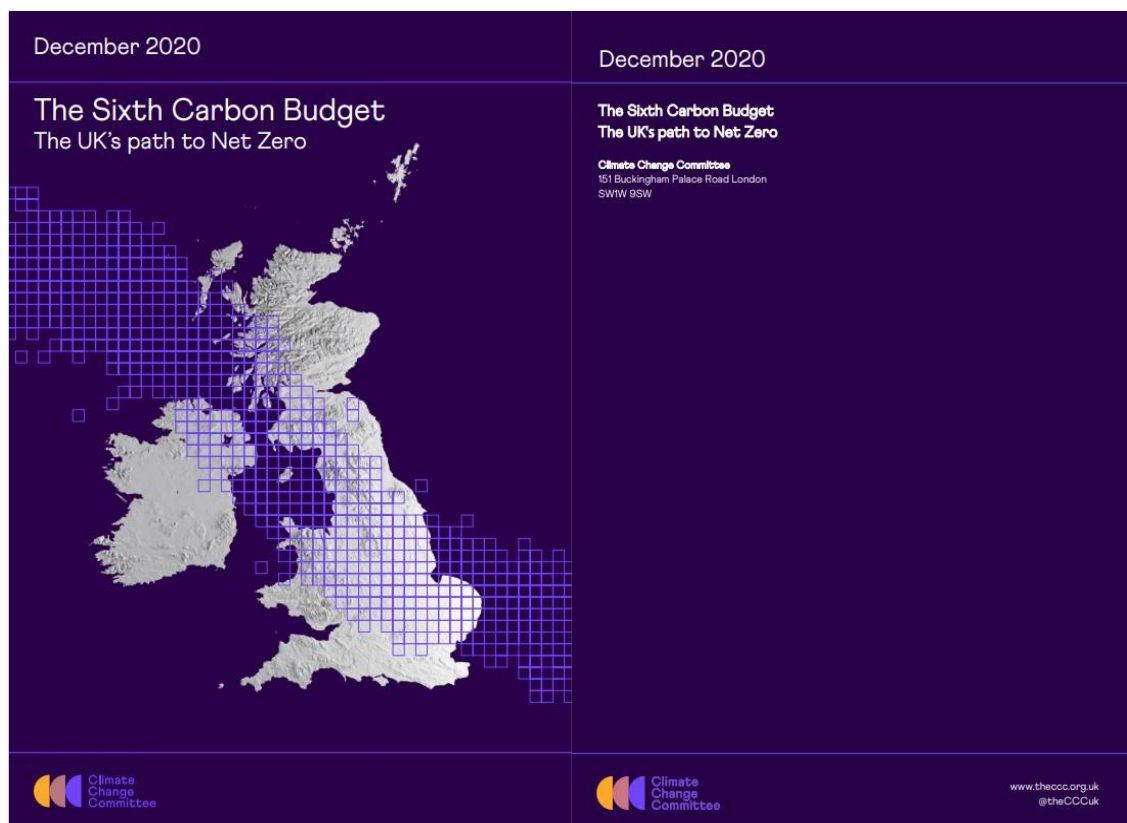 December 2020
The Sixth Carbon Budget
The UK’s path to Net Zero
Climate
Change
Committee
December 2020
The Sixth Carbon Budget
The UK's path to Net Zero
Climate Change Committee
151 Buckingham Palace Road London
SW1W 9SW
Climate
Change
Committee
www.theccc.org.uk
@theCCCuk